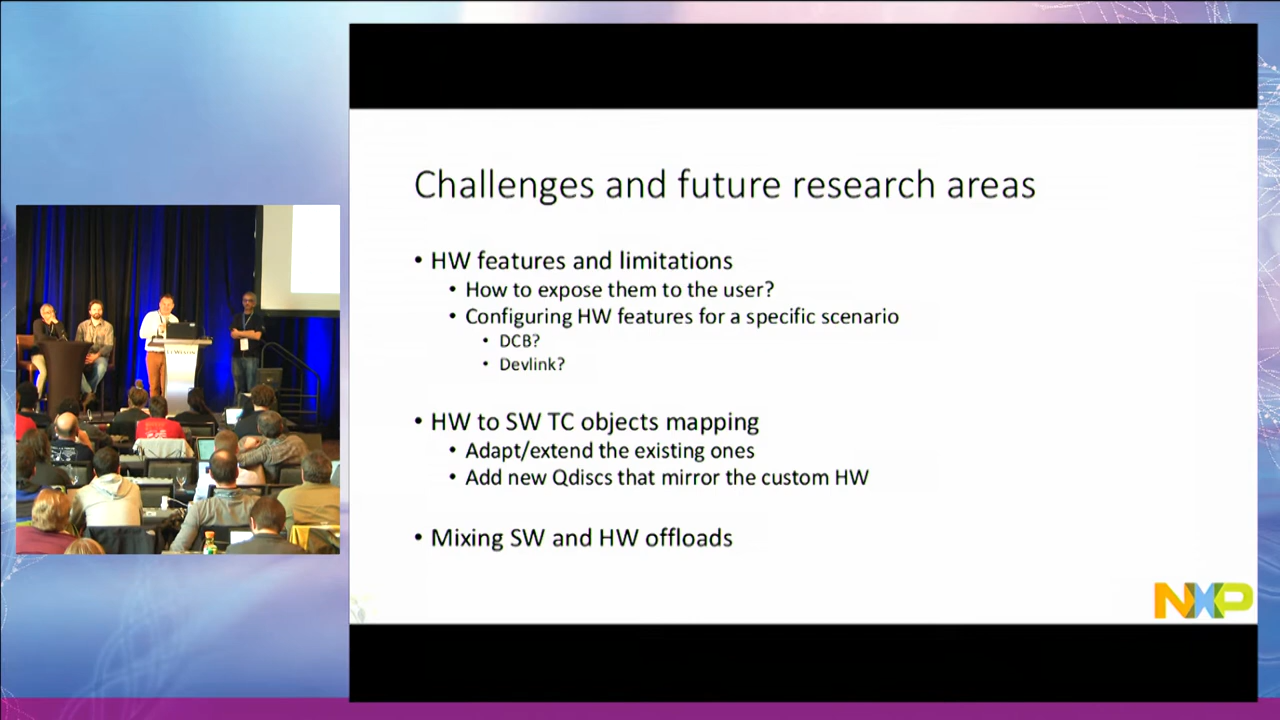 Challenges and future research areas
• HW features and limitations
• How to expose them to the user?
• Configuring HW features for a specific scenario
• DCB?
• Devlink?
• HW to SW TC objects mapping
• Adapt/extend the existing ones
• Add new Qdiscs that mirror the custom HW
• Mixing SW and HW offloads
NXP